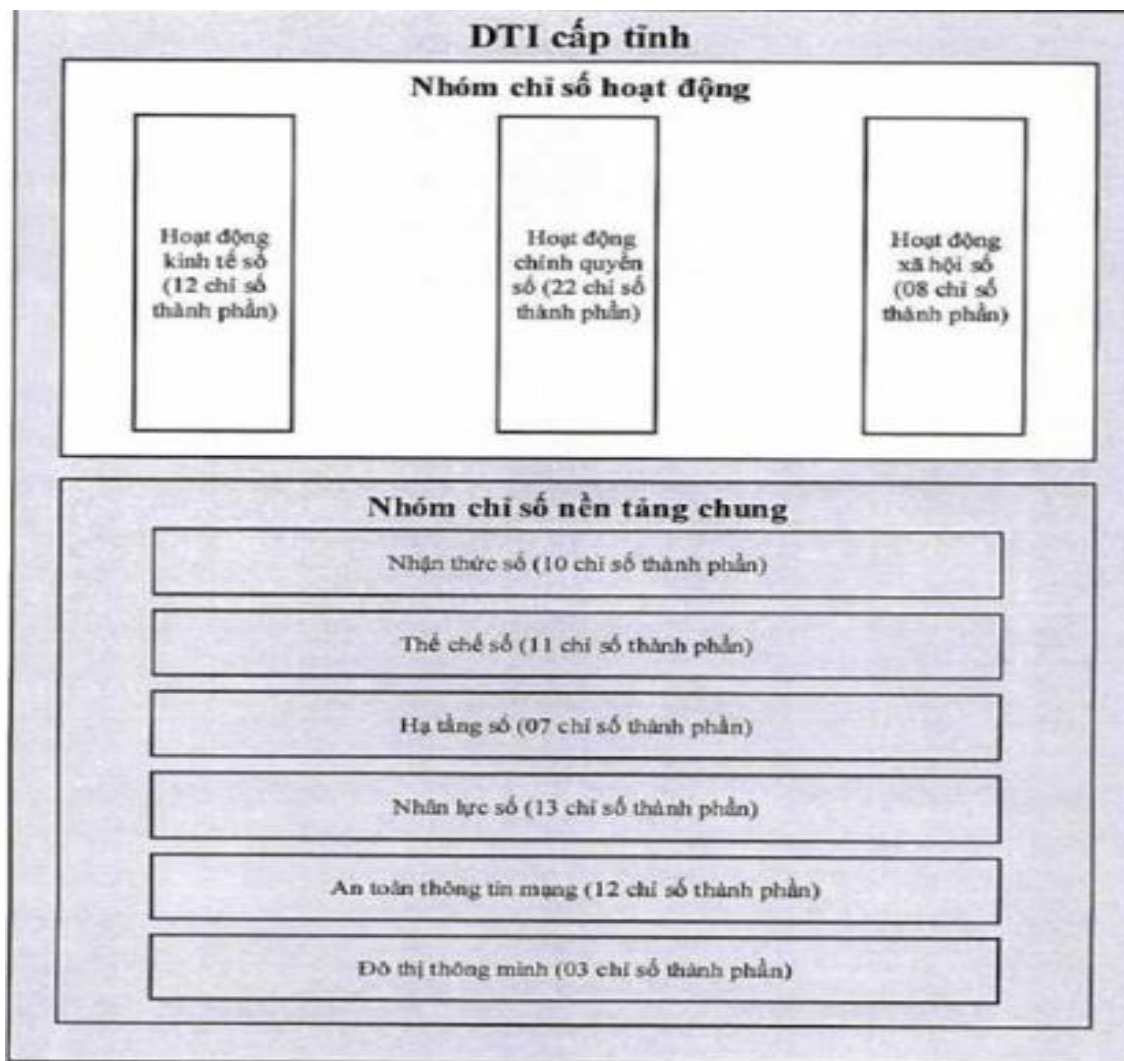 DTI cấp tỉnh
Nhóm chỉ số hoạt động
Hoạt động
kinh tế số
(12 chỉ số
thành phần)
Hoạt động
chính quyền
số (22 chỉ số
thành phần)
Hoạt động
xã hội số
(08 chỉ số
thành phần)
Nhóm chỉ số nền tảng chung
Nhận thức số (10 chỉ số thành phần)
Thể chế số (11 chỉ số thành phần)
Hạ tầng số (07 chỉ số thành phần)
Nhân lực số (13 chỉ số thành phần)
An toàn thông tin mạng (12 chỉ số thành phần)
Đô thị thông minh (03 chỉ số thành phần)